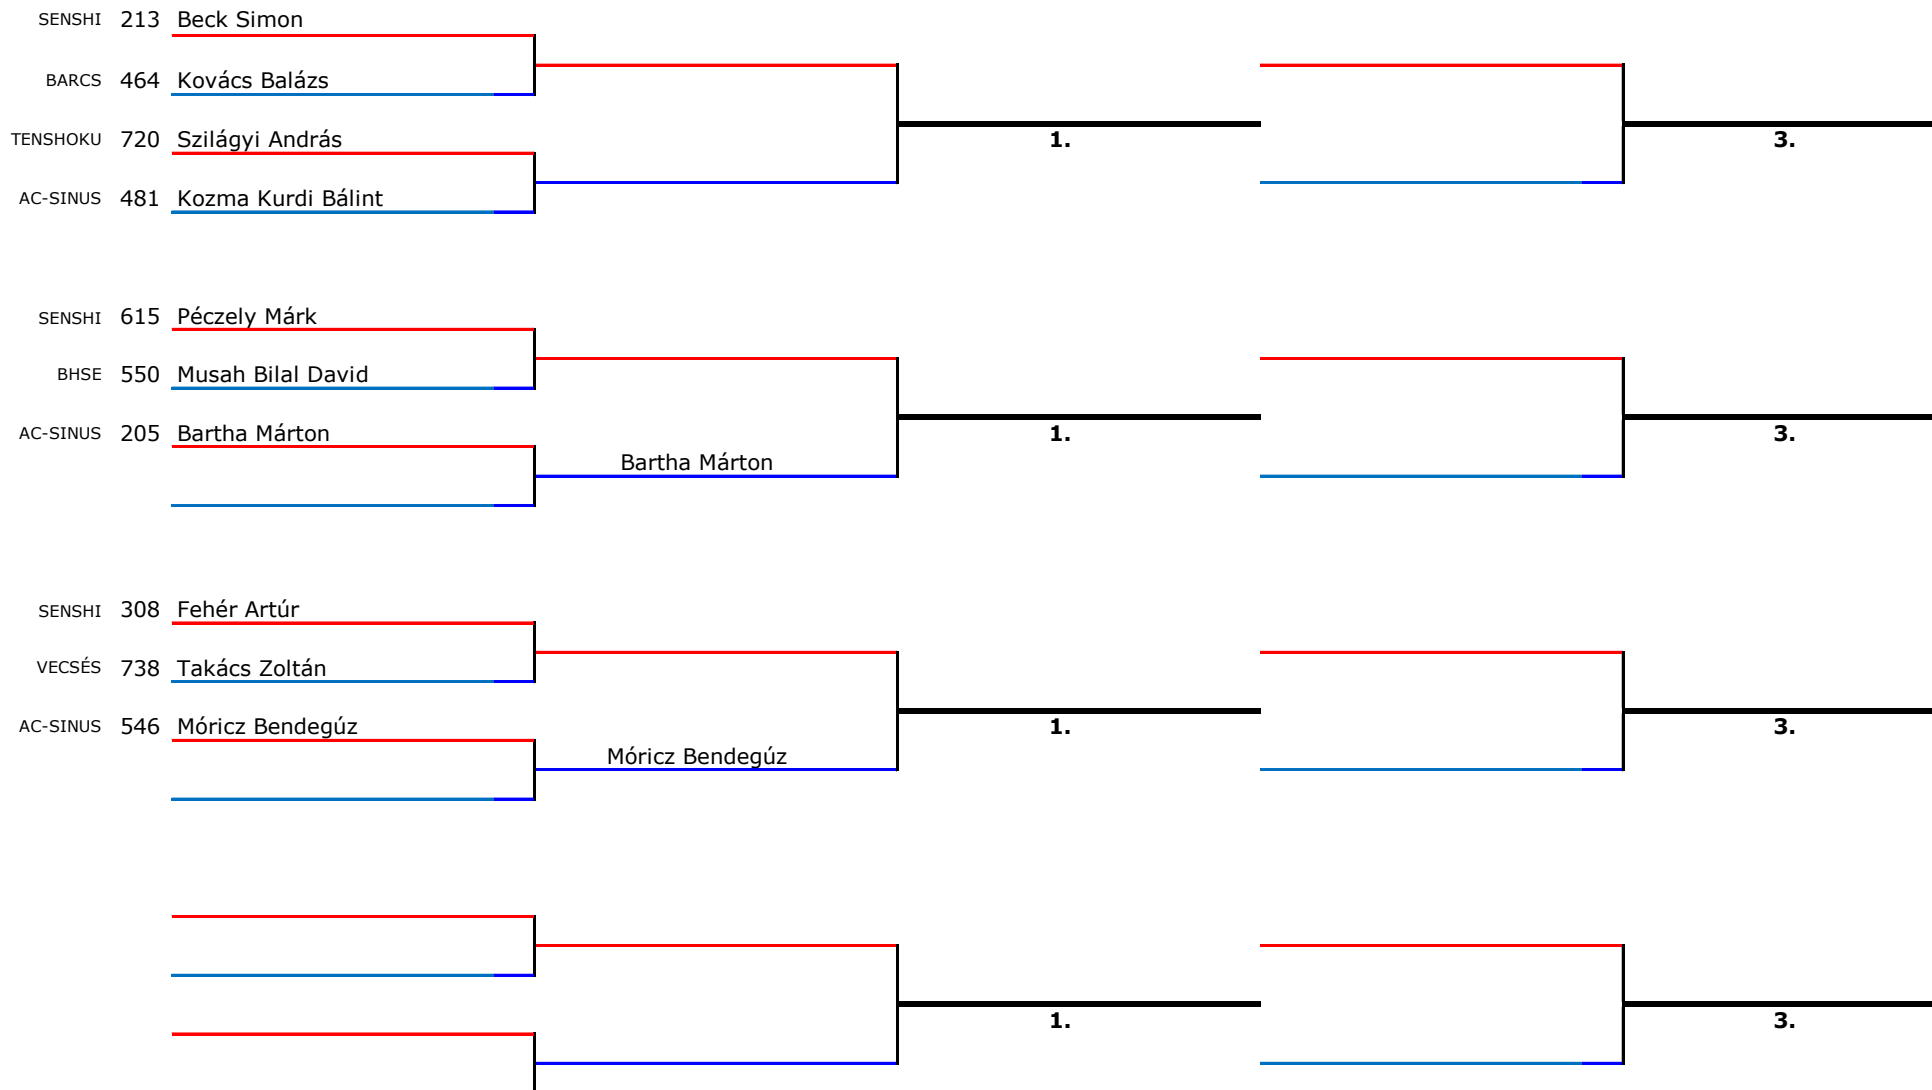 SENSHI 213 Beck Simon
BARCS 464 Kovács Balázs
TENSHOKU 720 Szilágyi András
1. 3.
AC-SINUS 481 Kozma Kurdi Bálint
SENSHI 615 Péczely Márk
BHSE 550 Musah Bilal David
AC-SINUS 205 Bartha Márton
1. 3.
Bartha Márton
SENSHI 308 Fehér Artúr
VECSÉS 738 Takács Zoltán
AC-SINUS 546 Móricz Bendegúz
1. 3.
Móricz Bendegúz
1. 3.